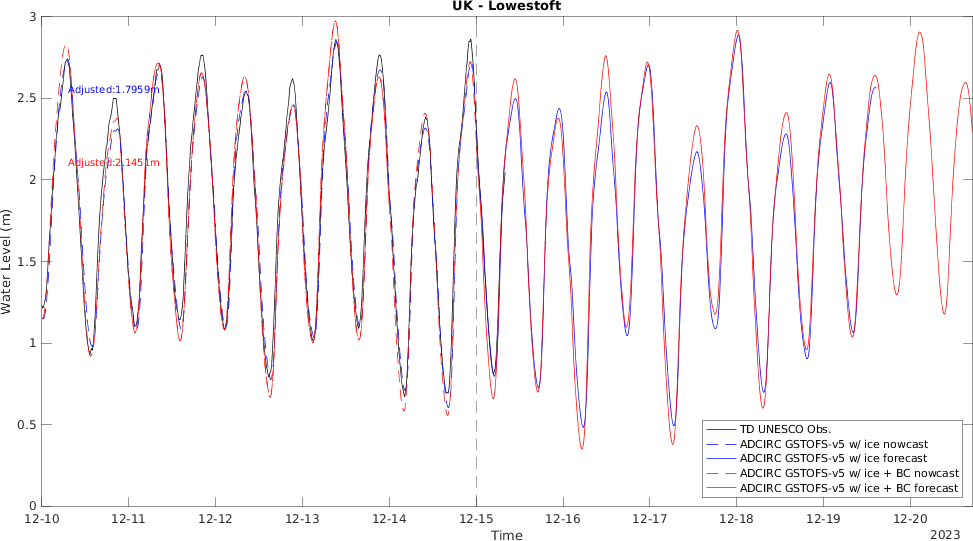 UK - Lowestoft
3
2.5
2
1.5
1
0.5
0
Water Level (m)
Adjusted:1.7959m
Adjusted:2.1451m
TD UNESCO Obs.
ADCIRC GSTOFS-v5 w/ ice nowcast
ADCIRC GSTOFS-v5 w/ ice forecast
ADCIRC GSTOFS-v5 w/ ice + BC nowcast
ADCIRC GSTOFS-v5 w/ ice + BC forecast
12-10 12-11 12-12 12-13 12-14 12-15 12-16 12-17 12-18 12-19 12-20
Time
2023